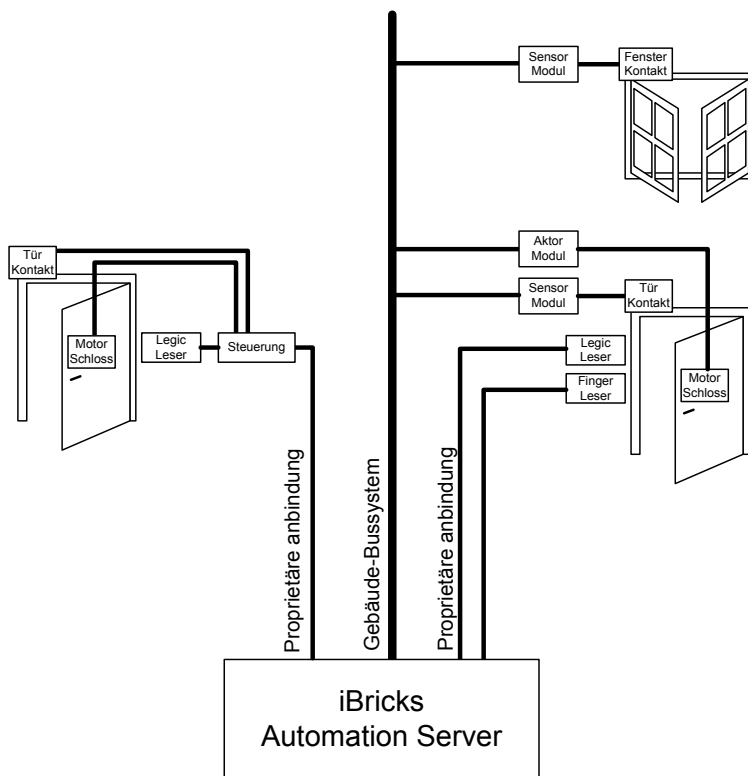 Sensor
Modul
Fenster
Kontakt
Aktor
Modul
Tür
Kontakt
Sensor
Modul
Tür
Kontakt
Motor
Schloss
Legic
Leser
Steuerung
Legic
Leser
Finger
Leser
Motor
Schloss
Proprietäre anbindung
Gebäude-Bussystem
Proprietäre anbindung
iBricks
Automation Server